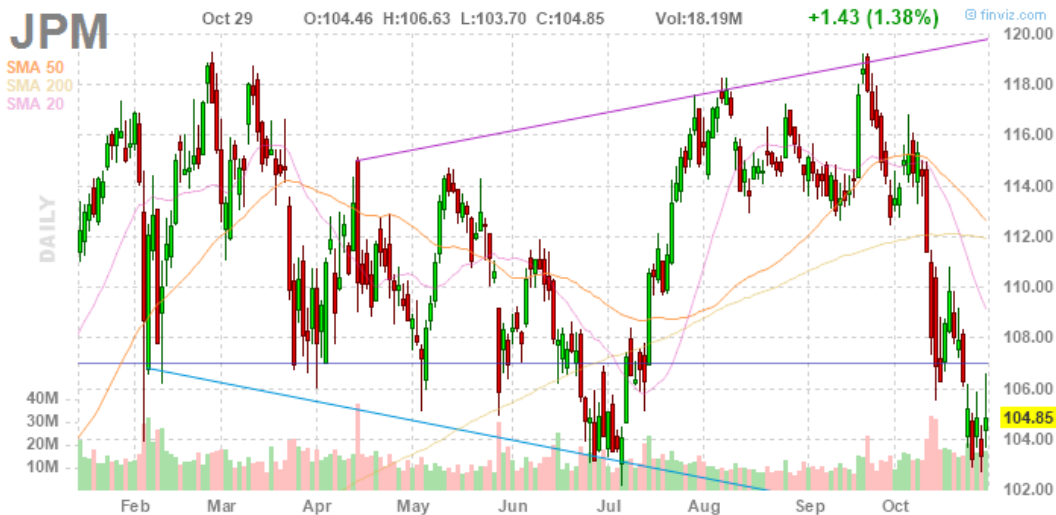 JPM
Oct 29 O:104.46 H:106.63 L:103.70 C:104.85 Vol:18.19M +1.43 (1.38%) © finviz.com
SMA 50
SMA 200
SMA 20
DAILY
120.00
118.00
116.00
114.00
112.00
110.00
108.00
106.00
104.85
104.00
102.00
40M
30M
20M
10M
Feb Mar Apr May Jun Jul Aug Sep Oct